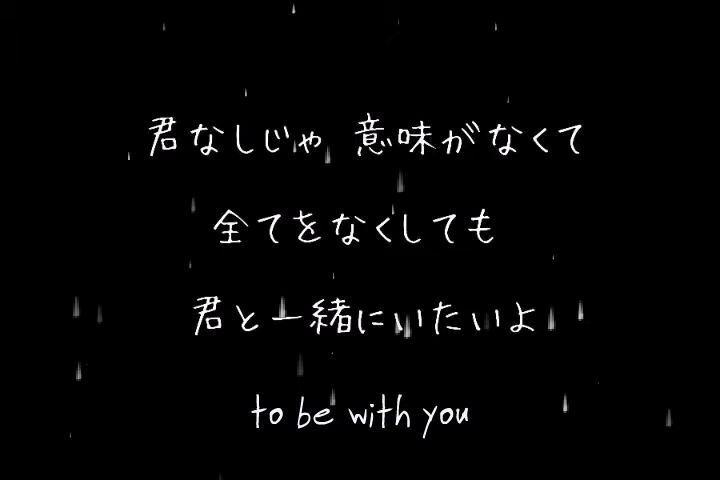 君なしじゃ 意味がなくて
全てをなくしても
君と一緒にいたいよ
to be with you